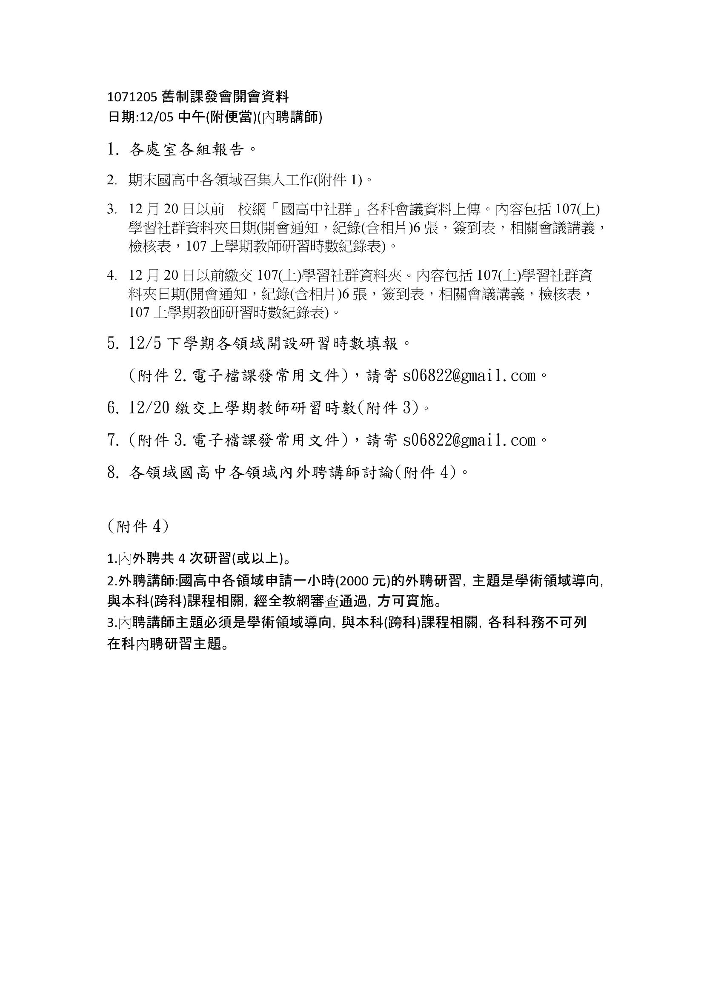 1071205 舊制課發會開會資料
日期:12/05 中午(附便當)(內聘講師)
1. 各處室各組報告。
2. 期末國高中各領域召集人工作(附件 1)。
3. 12 月 20 日以前　校網「國高中社群」各科會議資料上傳。內容包括 107(上)
學習社群資料夾日期(開會通知，紀錄(含相片)6 張，簽到表，相關會議講義，
檢核表，107 上學期教師研習時數紀錄表)。
4. 12 月 20 日以前繳交 107(上)學習社群資料夾。內容包括 107(上)學習社群資
料夾日期(開會通知，紀錄(含相片)6 張，簽到表，相關會議講義，檢核表，
107 上學期教師研習時數紀錄表)。
5. 12/5 下學期各領域開設研習時數填報。
(附件 2.電子檔課發常用文件)，請寄 s06822@gmail.com。
6. 12/20 繳交上學期教師研習時數(附件 3)。
7. (附件 3.電子檔課發常用文件)，請寄 s06822@gmail.com。
8. 各領域國高中各領域內外聘講師討論(附件 4)。
(附件 4)
1.內外聘共 4 次研習(或以上)。
2.外聘講師:國高中各領域申請一小時(2000 元)的外聘研習，主題是學術領域導向，
與本科(跨科)課程相關，經全教網審查通過，方可實施。
3.內聘講師主題必須是學術領域導向，與本科(跨科)課程相關，各科科務不可列
在科內聘研習主題。